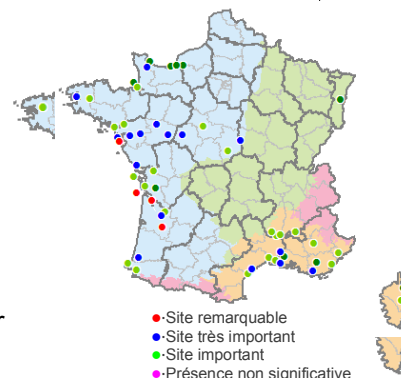 r
•Site remarquable
•Site très important
•Site important
•Présence non significative